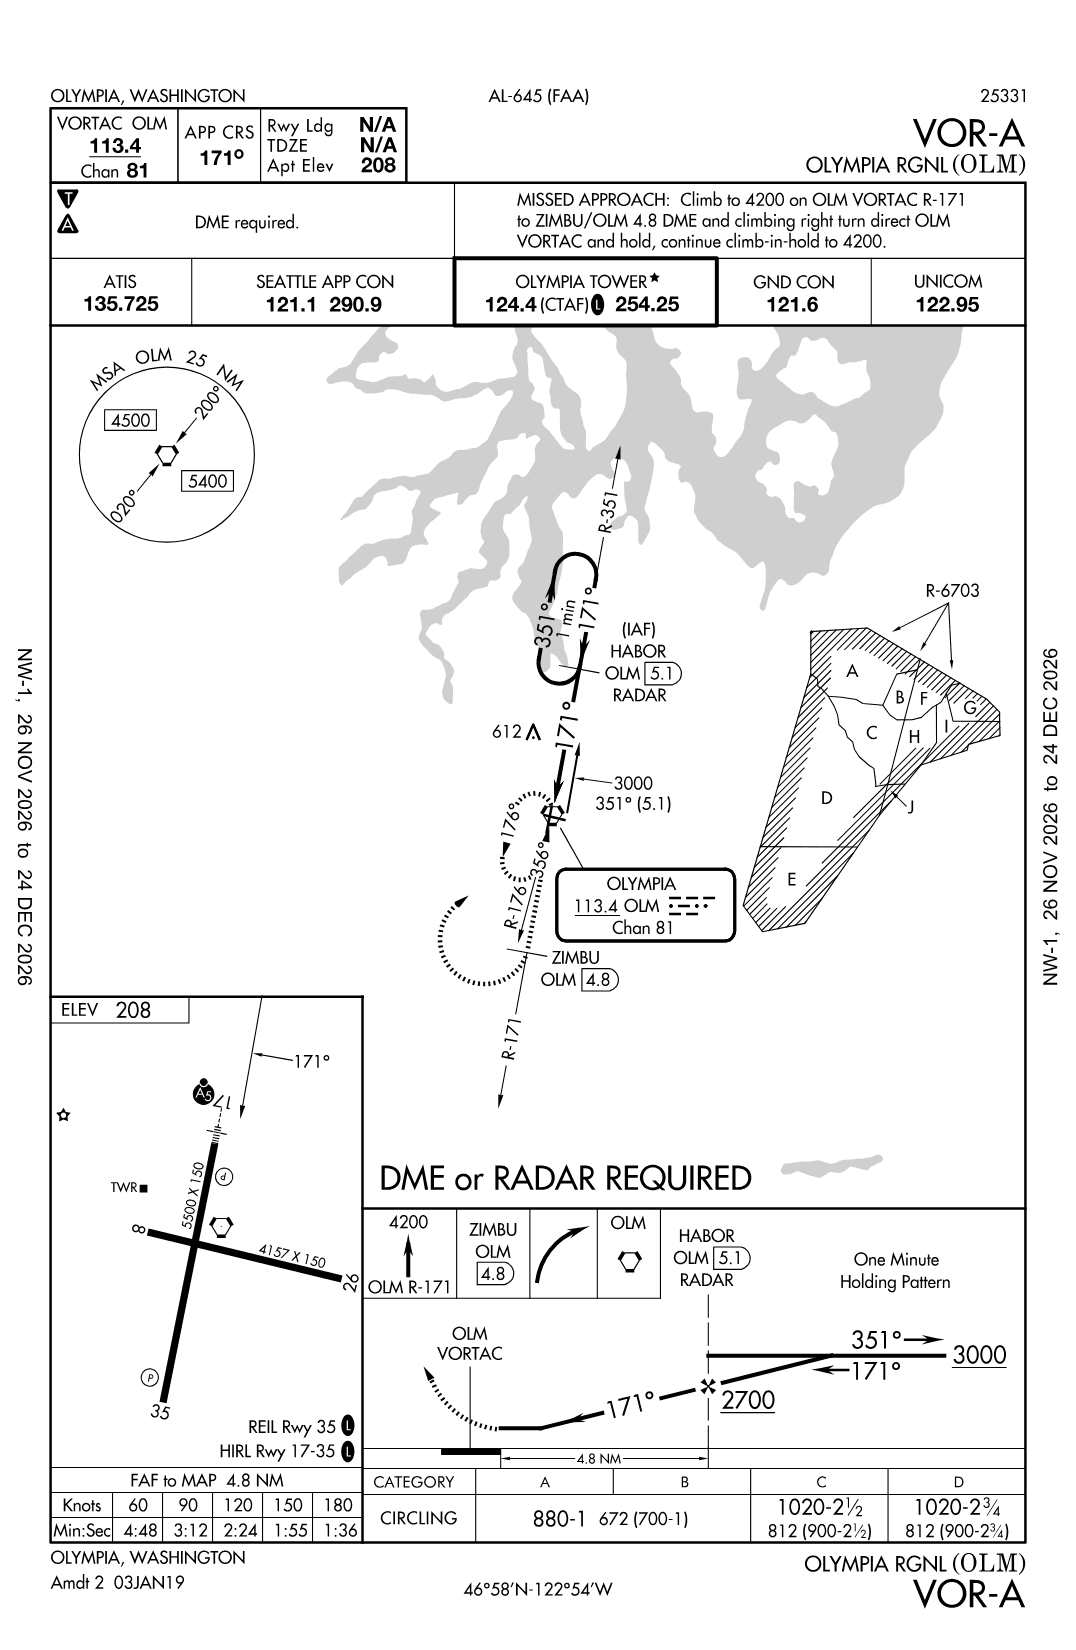 OLYMPIA, WASHINGTON
AL-645 (FAA)
25331
VORTAC OLM
113.4
Chan 81
APP CRS
171°
Rwy Ldg N/A
TDZE N/A
Apt Elev 208
VOR-A
OLYMPIA RGNL (OLM)
T
A
DME required.
MISSED APPROACH: Climb to 4200 on OLM VORTAC R-171
to ZIMBU/OLM 4.8 DME and climbing right turn direct OLM
VORTAC and hold, continue climb-in-hold to 4200.
ATIS
135.725
SEATTLE APP CON
121.1 290.9
OLYMPIA TOWER★
124.4 (CTAF) L 254.25
GND CON
121.6
UNICOM
122.95
MSA OLM 25 NM
4500
200°
5400
020°
R-351
351°
1 min
171°
(IAF)
HABOR
OLM 5.1
RADAR
612
171°
3000
351° (5.1)
176°
356°
R-176
OLYMPIA
113.4 OLM
Chan 81
ZIMBU
OLM 4.8
R-171
R-6703
A
B
F
G
C
H
I
D
J
E
NW-1, 26 NOV 2026 to 24 DEC 2026
NW-1, 26 NOV 2026 to 24 DEC 2026
ELEV 208
171°
A5
17
P
5500 X 150
TWR
8
4157 X 150
26
P
35
REIL Rwy 35 L
HIRL Rwy 17-35 L
DME or RADAR REQUIRED
4200
OLM R-171
ZIMBU
OLM
4.8
OLM
HABOR
OLM 5.1
RADAR
One Minute
Holding Pattern
OLM
VORTAC
351°
3000
171°
171°
2700
4.8 NM
FAF to MAP 4.8 NM
Knots 60 90 120 150 180
Min:Sec 4:48 3:12 2:24 1:55 1:36
CATEGORY A B C D
CIRCLING
880-1 672 (700-1)
1020-2½
812 (900-2½)
1020-2¾
812 (900-2¾)
OLYMPIA, WASHINGTON
Amdt 2 03JAN19
46°58'N-122°54'W
OLYMPIA RGNL (OLM)
VOR-A